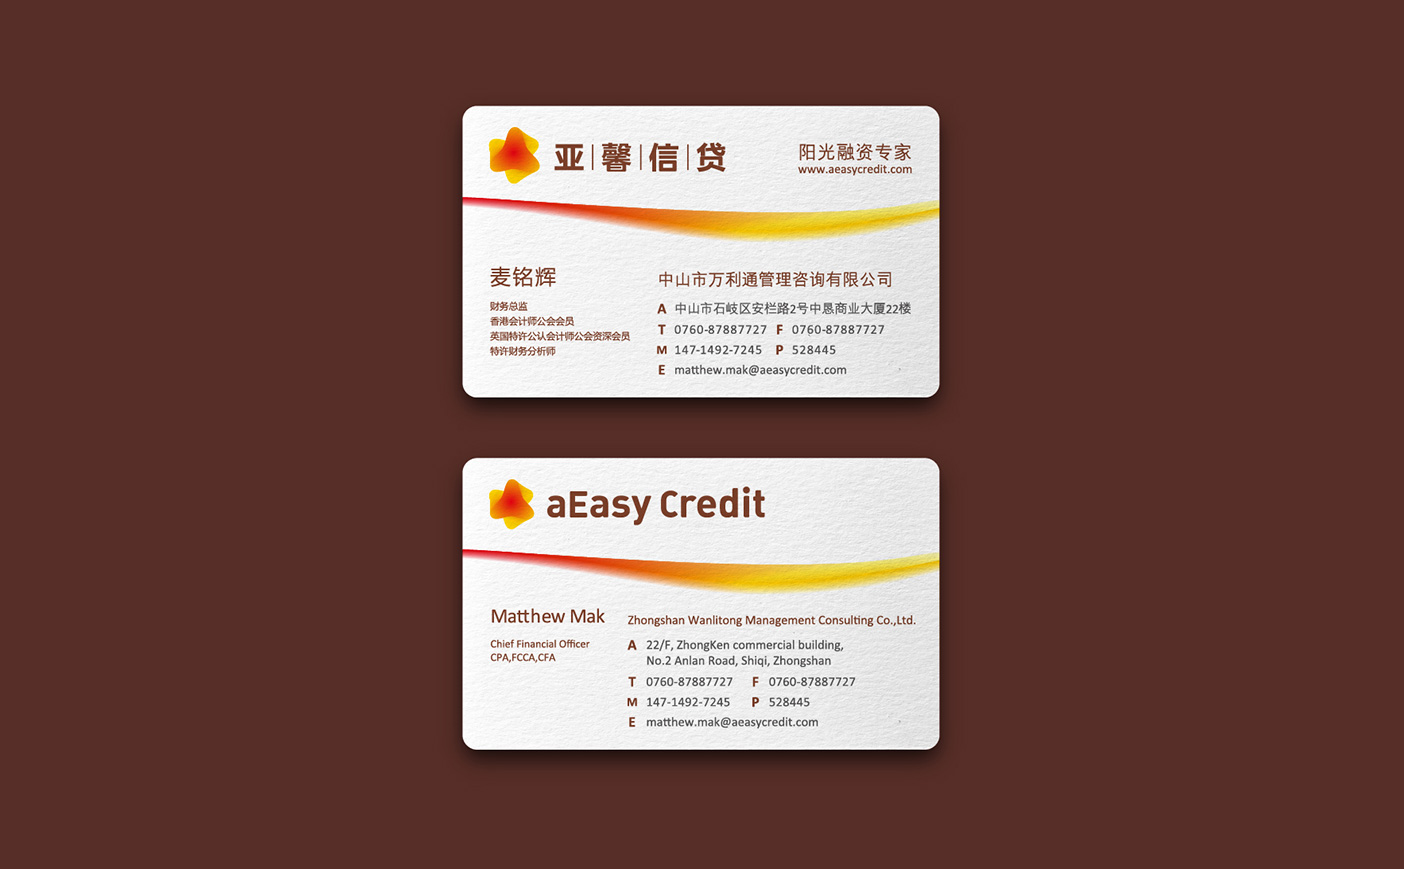 亚|馨|信|贷
阳光融资专家
www.aeasycredit.com
麦铭辉
财务总监
香港会计师公会会员
英国特许公认会计师公会资深会员
特许财务分析师
中山市万利通管理咨询有限公司
A 中山市石岐区安栏路2号中恳商业大厦22楼
T 0760-87887727 F 0760-87887727
M 147-1492-7245 P 528445
E matthew.mak@aeasycredit.com
aEasy Credit
Matthew Mak
Chief Financial Officer
CPA,FCCA,CFA
Zhongshan Wanlitong Management Consulting Co.,Ltd.
A 22/F, ZhongKen commercial building,
No.2 Anlan Road, Shiqi, Zhongshan
T 0760-87887727 F 0760-87887727
M 147-1492-7245 P 528445
E matthew.mak@aeasycredit.com